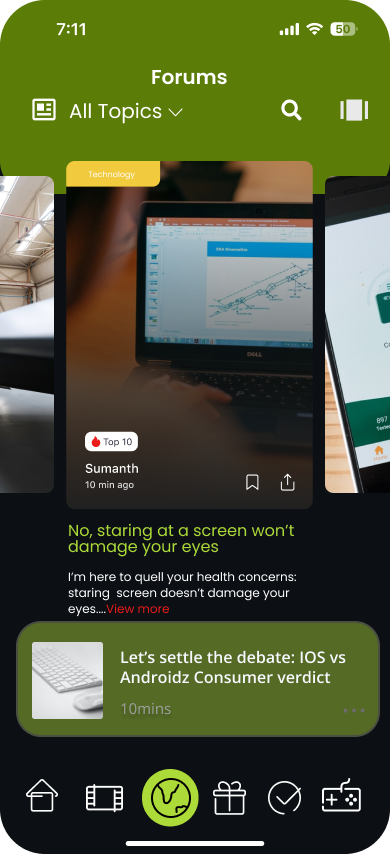 7:11
50
Forums
All Topics
Technology
DELL
Top 10
Sumanth
10 min ago
No, staring at a screen won’t
damage your eyes
I’m here to quell your health concerns:
staring screen doesn’t damage your
eyes....View more
Let’s settle the debate: IOS vs
Androidz Consumer verdict
10mins